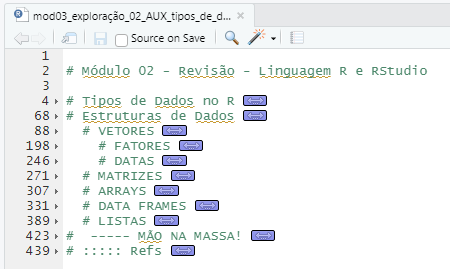 mod03_exploração_02_AUX_tipos_de_d...
Source on Save
1
2 # Módulo 02 - Revisão - Linguagem R e RStudio
3
4 # Tipos de Dados no R
68 # Estruturas de Dados
88 # VETORES
198 # FATORES
246 # DATAS
271 # MATRIZES
307 # ARRAYS
331 # DATA FRAMES
389 # LISTAS
423 # ----- MÃO NA MASSA!
439 # ::::: Refs